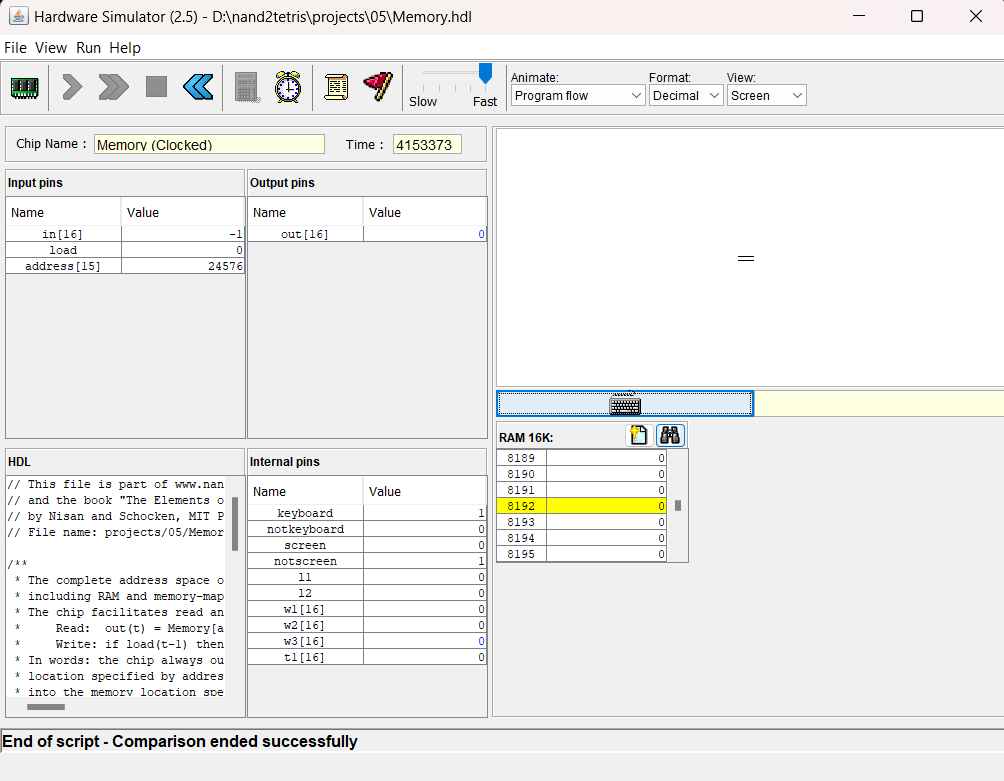 Hardware Simulator (2.5) - D:\nand2tetris\projects\05\Memory.hdl
File View Run Help
Slow Fast
Animate: Format: View:
Program flow Decimal Screen
Chip Name : Memory (Clocked) Time : 4153373
Input pins
Name Value
in[16] -1
load 0
address[15] 24576
Output pins
Name Value
out[16] 0
HDL
// This file is part of www.nan
// and the book "The Elements o
// by Nisan and Schocken, MIT P
// File name: projects/05/Memor
/**
* The complete address space o
* including RAM and memory-map
* The chip facilitates read an
* Read: out(t) = Memory[a
* Write: if load(t-1) then
* In words: the chip always ou
* location specified by addres
* into the memory location spe
Internal pins
Name Value
keyboard 1
notkeyboard 0
screen 0
notscreen 1
l1 0
l2 0
w1[16] 0
w2[16] 0
w3[16] 0
t1[16] 0
RAM 16K:
8189 0
8190 0
8191 0
8192 0
8193 0
8194 0
8195 0
End of script - Comparison ended successfully